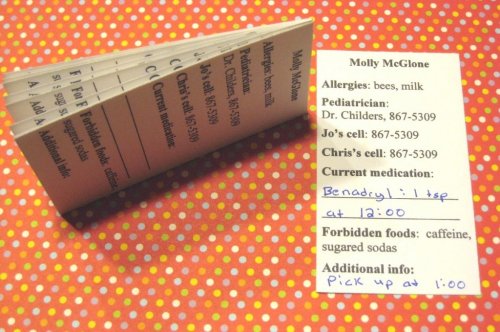 Molly McGlone
Allergies: bees, milk
Pediatrician:
Dr. Childers, 867-5309
Jo's cell: 867-5309
Chris's cell: 867-5309
Current medication:
Forbidden foods: caffeine,
sugared sodas
Additional info:
Molly McGlone
Allergies: bees, milk
Pediatrician:
Dr. Childers, 867-5309
Jo's cell: 867-5309
Chris's cell: 867-5309
Current medication:
Benadryl : 1 tsp
at 12:00
Forbidden foods: caffeine,
sugared sodas
Additional info:
Pick up at 1:00